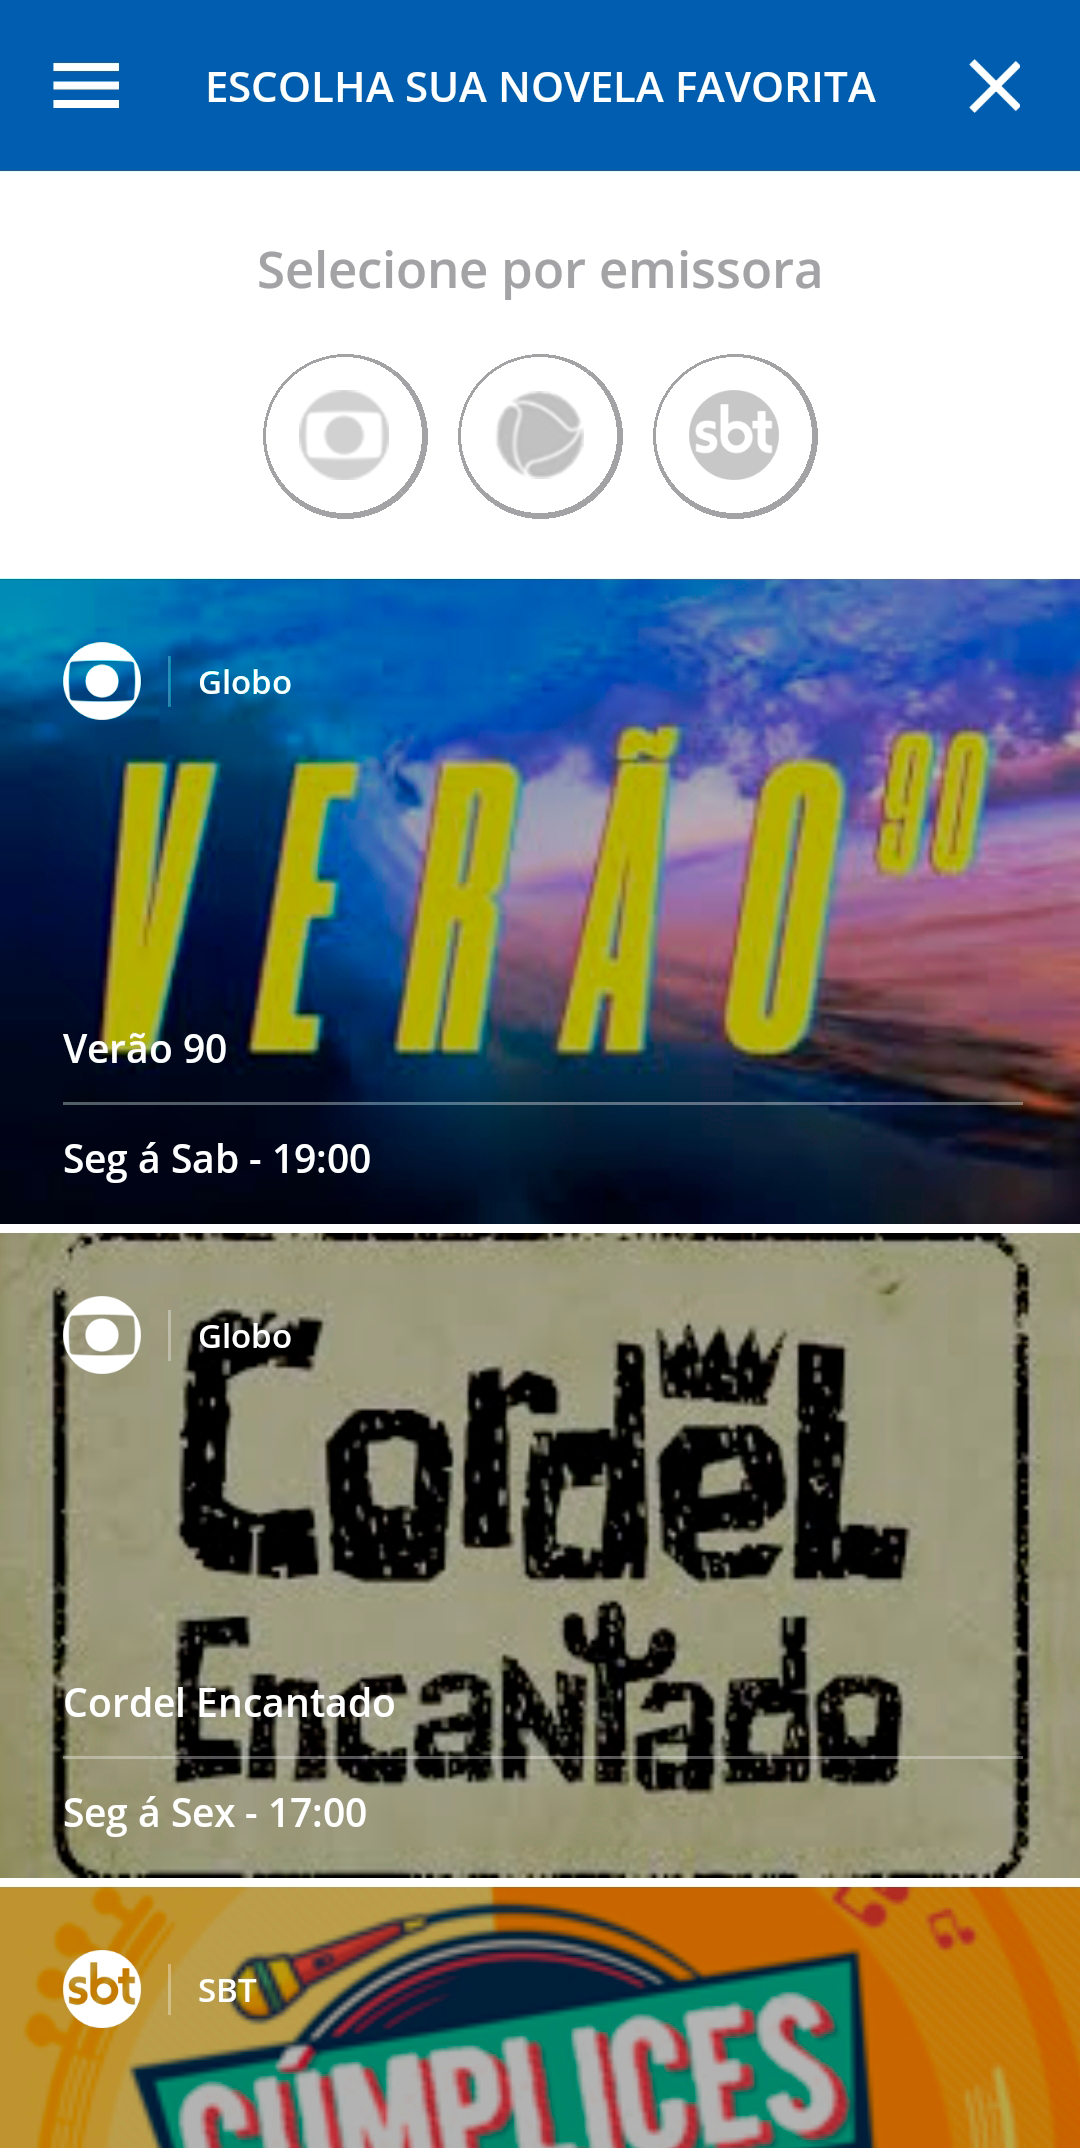 ESCOLHA SUA NOVELA FAVORITA
Selecione por emissora
sbt
Globo
VERÃO 90
Verão 90
Seg á Sab - 19:00
Globo
Cordel
Encantado
Cordel Encantado
Seg á Sex - 17:00
sbt
SBT
CÚMPLICES